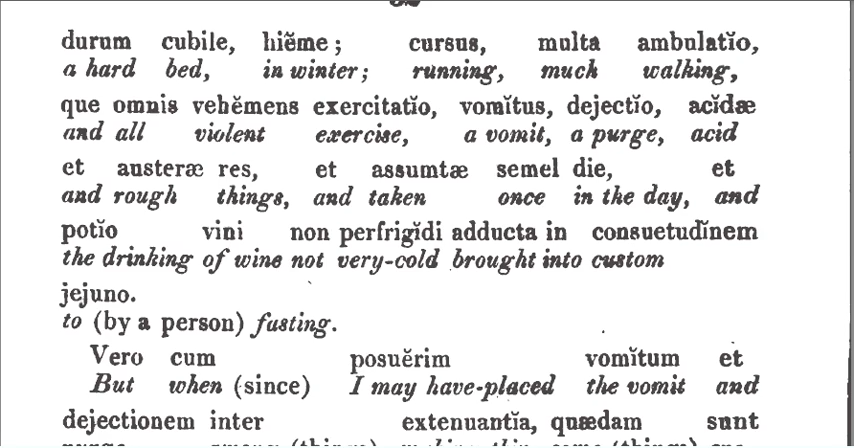 durum cubile, hiĕme; cursus, multa ambulatĭo,
a hard bed, in winter; running, much walking,
que omnis vehĕmens exercitatĭo, vomĭtus, dejectĭo, acĭdæ
and all violent exercise, a vomit, a purge, acid
et austeræ res, et assumtæ semel die, et
and rough things, and taken once in the day, and
potĭo vini non perfrigĭdi adducta in consuetudĭnem
the drinking of wine not very-cold brought into custom
jejuno.
to (by a person) fasting.
Vero cum posuĕrim vomĭtum et
But when (since) I may have-placed the vomit and
dejectionem inter extenuantĭa, quædam sunt